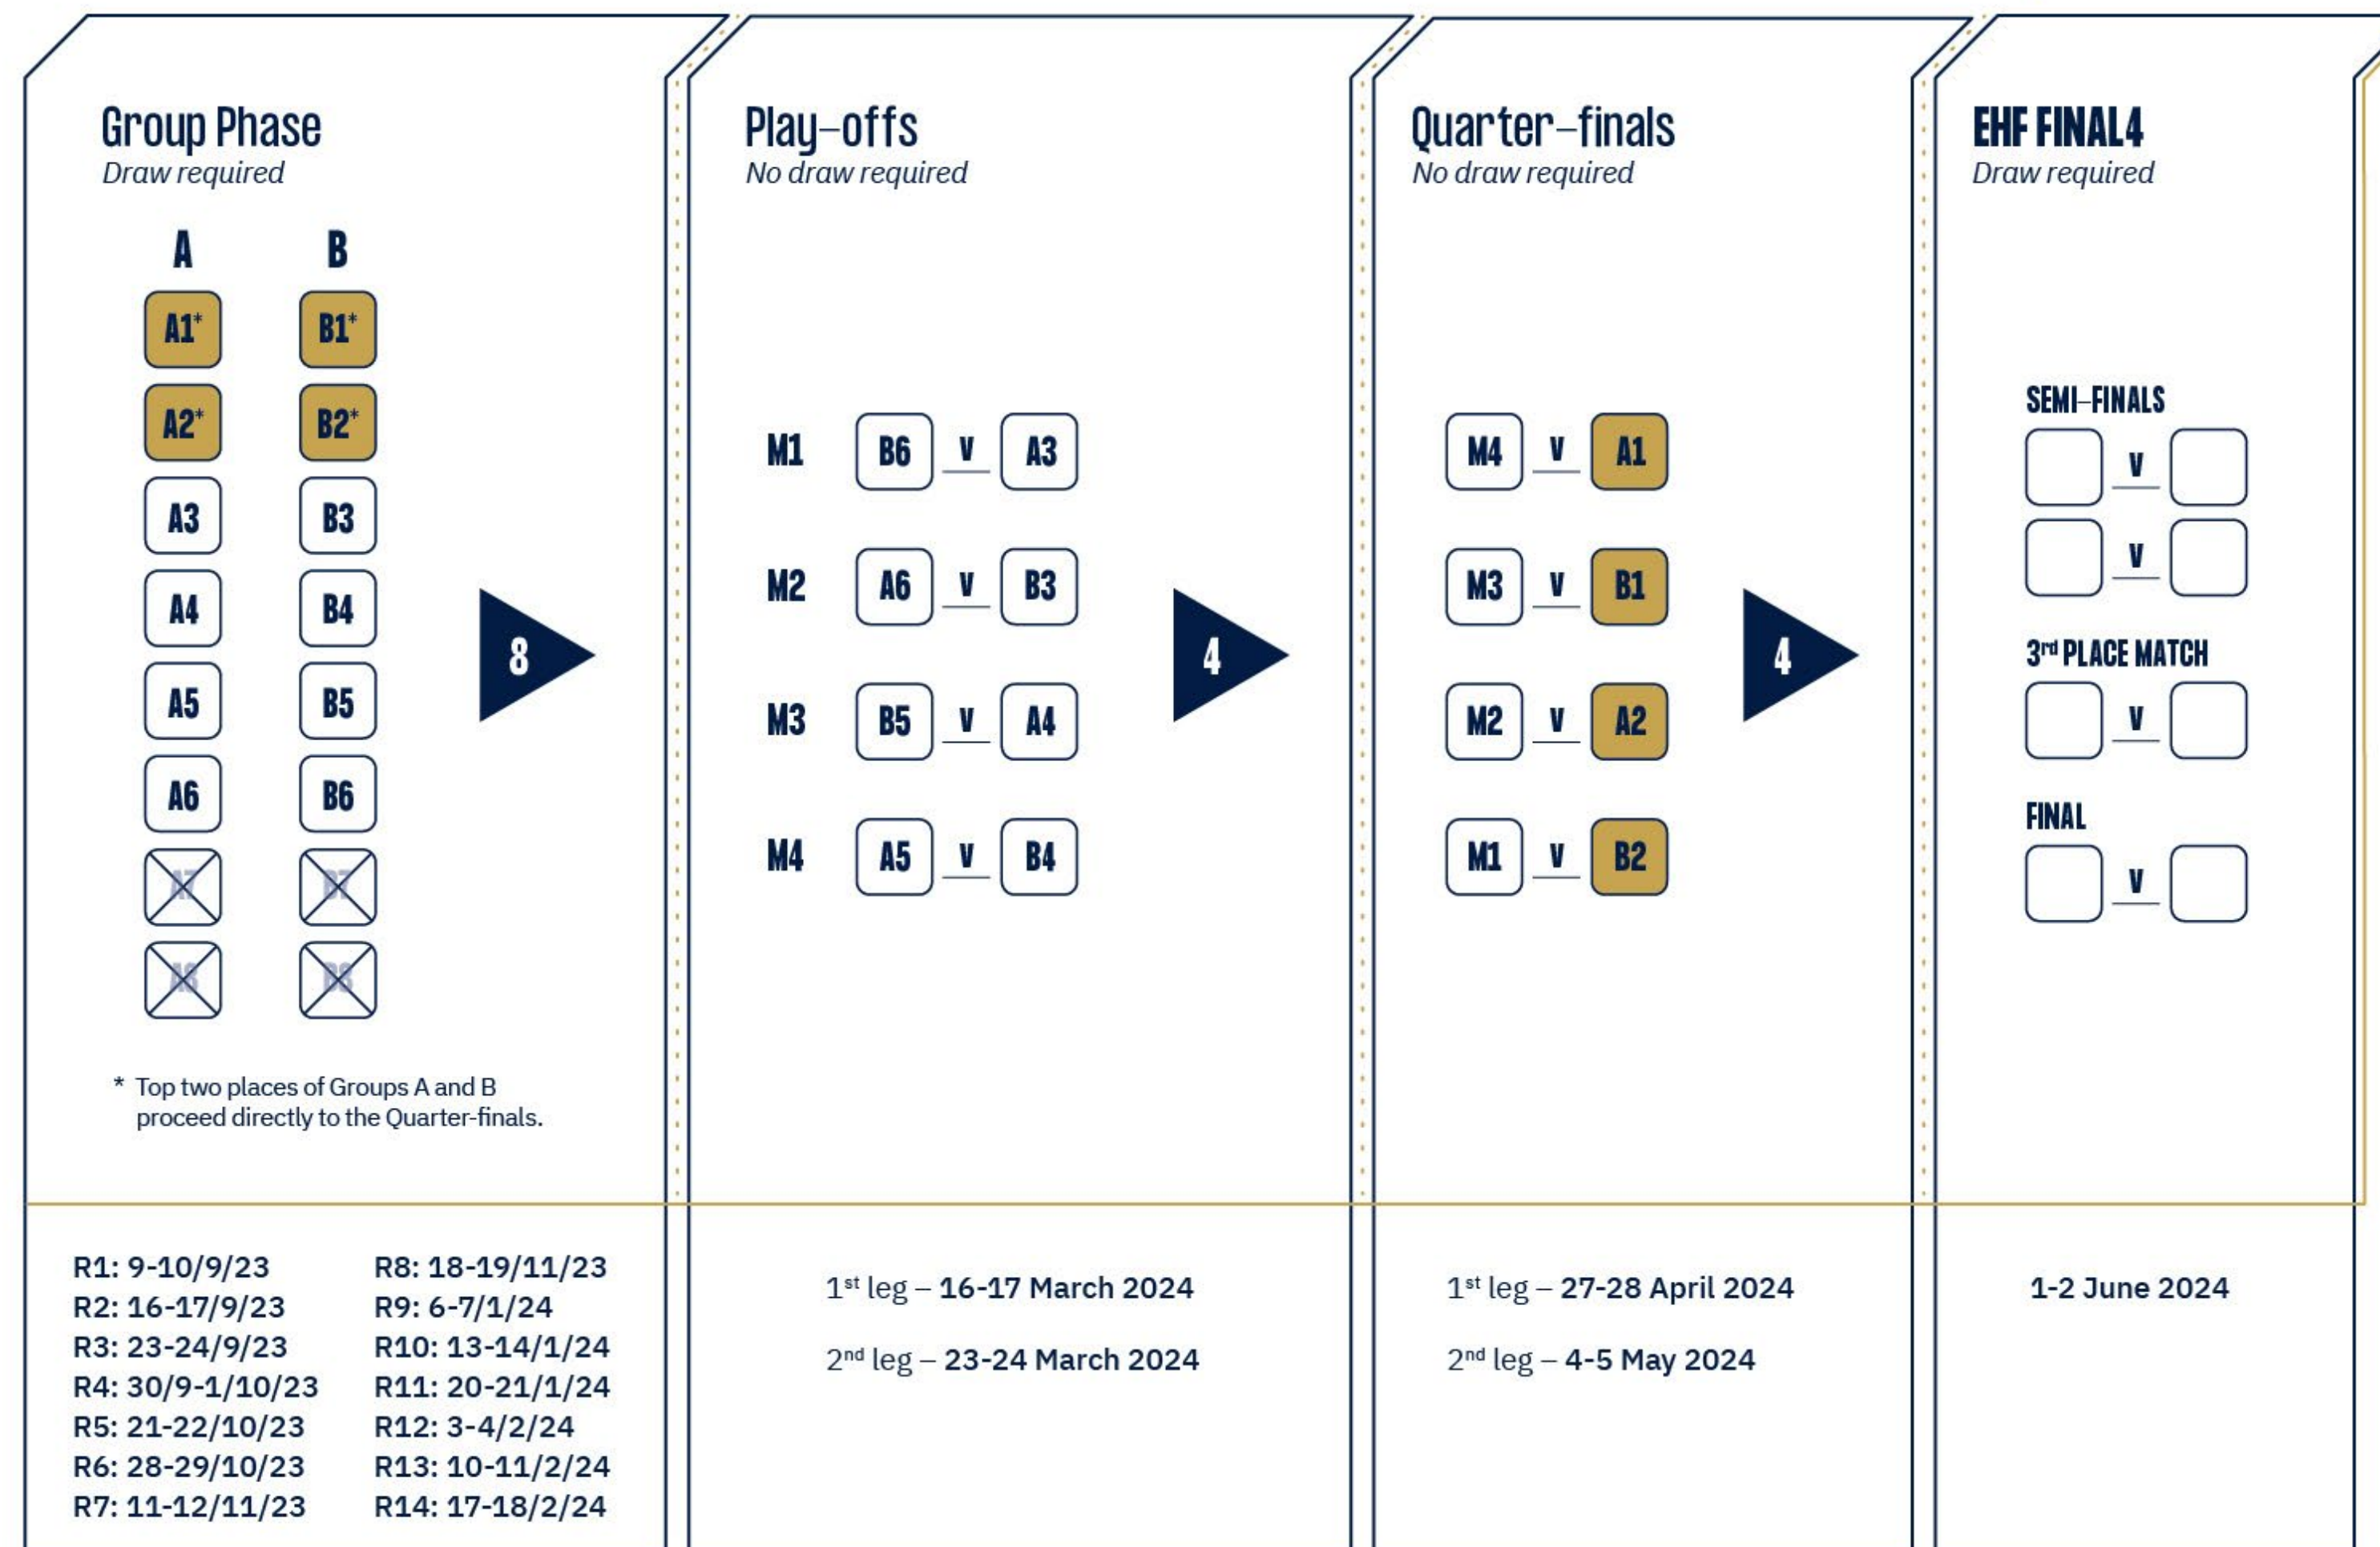 Group Phase
Draw required
A B
A1* B1*
A2* B2*
A3 B3
A4 B4
A5 B5
A6 B6
A7 B7
A8 B8
8
* Top two places of Groups A and B
proceed directly to the Quarter-finals.
R1: 9-10/9/23
R2: 16-17/9/23
R3: 23-24/9/23
R4: 30/9-1/10/23
R5: 21-22/10/23
R6: 28-29/10/23
R7: 11-12/11/23
R8: 18-19/11/23
R9: 6-7/1/24
R10: 13-14/1/24
R11: 20-21/1/24
R12: 3-4/2/24
R13: 10-11/2/24
R14: 17-18/2/24
Play-offs
No draw required
M1 B6 V A3
M2 A6 V B3
M3 B5 V A4
M4 A5 V B4
4
1st leg – 16-17 March 2024
2nd leg – 23-24 March 2024
Quarter-finals
No draw required
M4 V A1
M3 V B1
M2 V A2
M1 V B2
4
1st leg – 27-28 April 2024
2nd leg – 4-5 May 2024
EHF FINAL4
Draw required
SEMI-FINALS
V
V
3rd PLACE MATCH
V
FINAL
V
1-2 June 2024